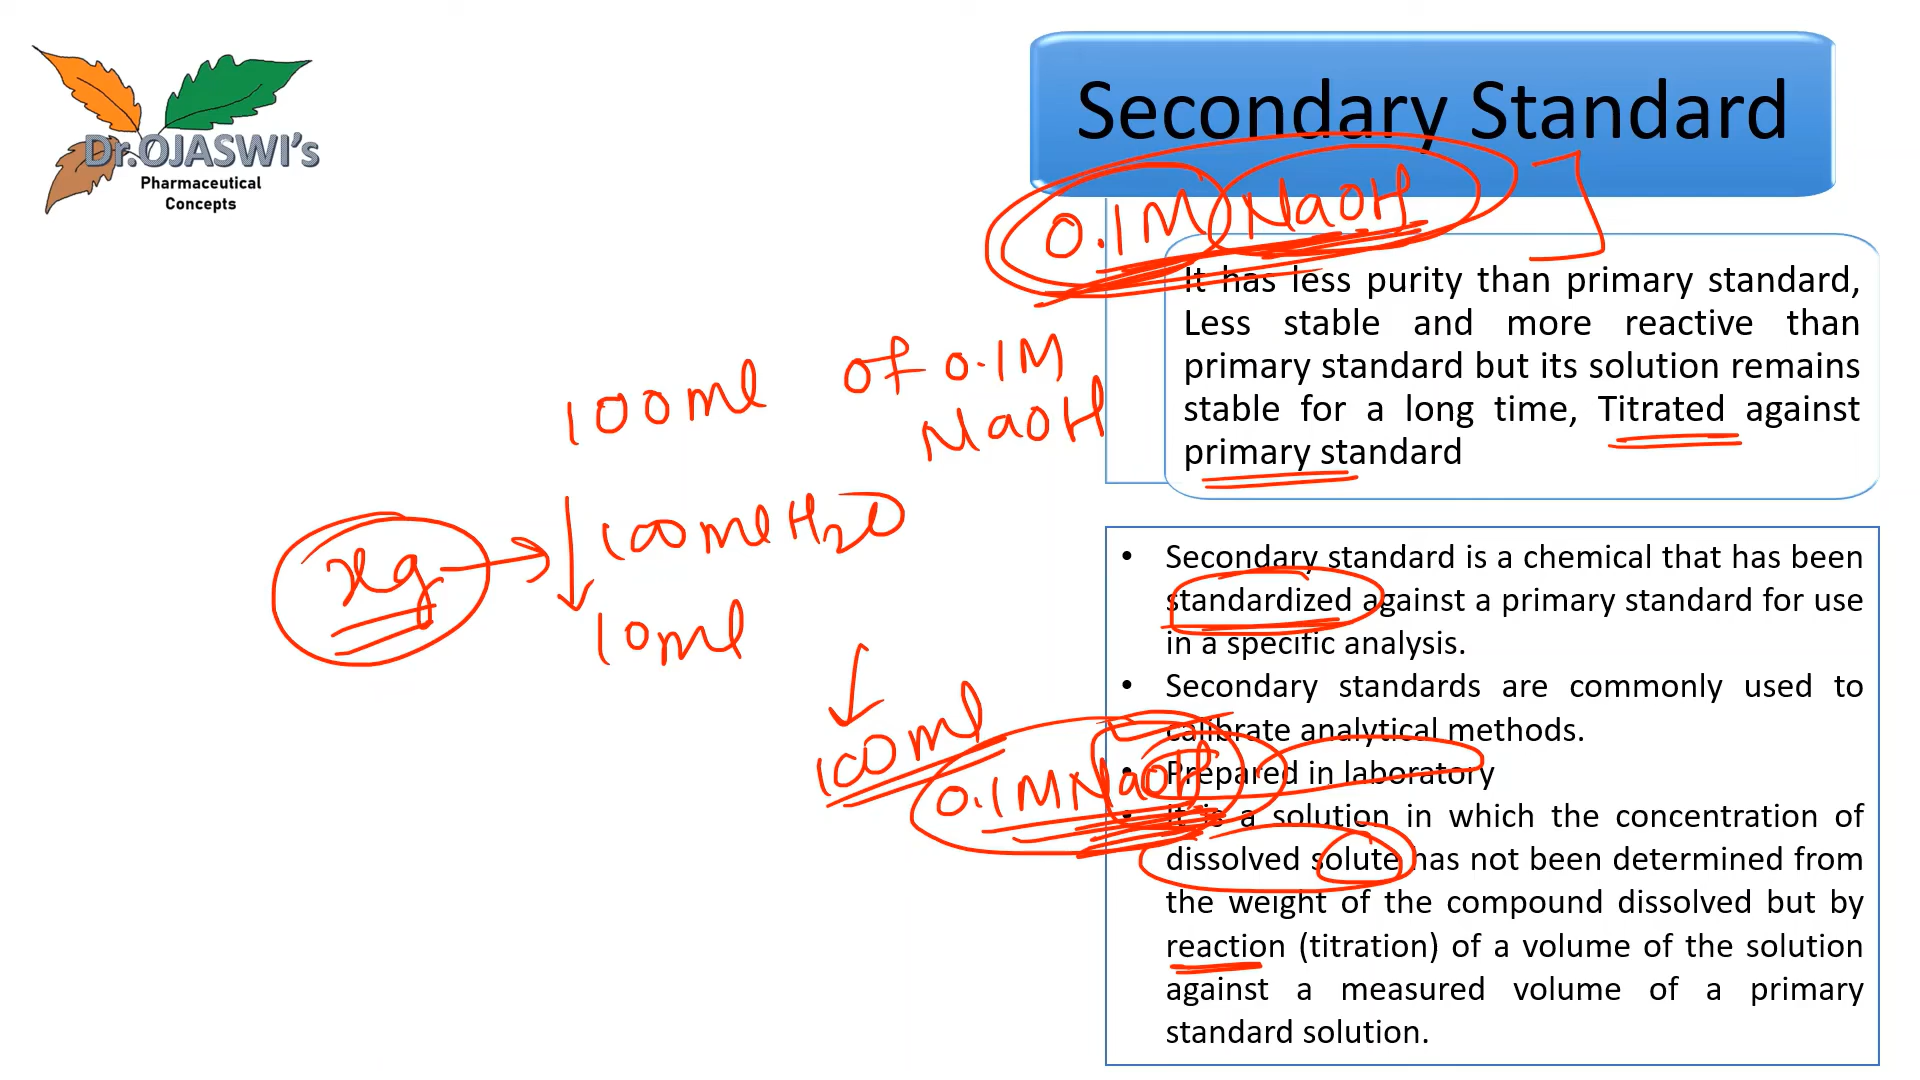 Dr.OJASWI's
Pharmaceutical
Concepts
Secondary Standard
0.1M NaOH
It has less purity than primary standard,
Less stable and more reactive than
primary standard but its solution remains
stable for a long time, Titrated against
primary standard
100ml of 0.1M
NaOH
xg
100ml H2O
10ml
100ml
0.1M NaOH
• Secondary standard is a chemical that has been
standardized against a primary standard for use
in a specific analysis.
• Secondary standards are commonly used to
calibrate analytical methods.
• Prepared in laboratory
• It is a solution in which the concentration of
dissolved solute has not been determined from
the weight of the compound dissolved but by
reaction (titration) of a volume of the solution
against a measured volume of a primary
standard solution.